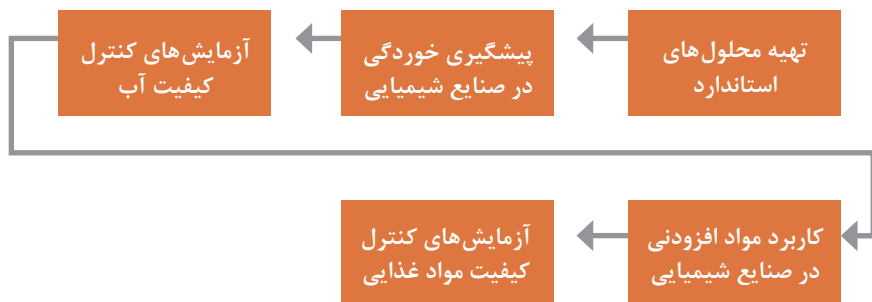 تهیه محلول‌های
استاندارد
پیشگیری خوردگی
در صنایع شیمیایی
آزمایش‌های کنترل
کیفیت آب
کاربرد مواد افزودنی
در صنایع شیمیایی
آزمایش‌های کنترل
کیفیت مواد غذایی